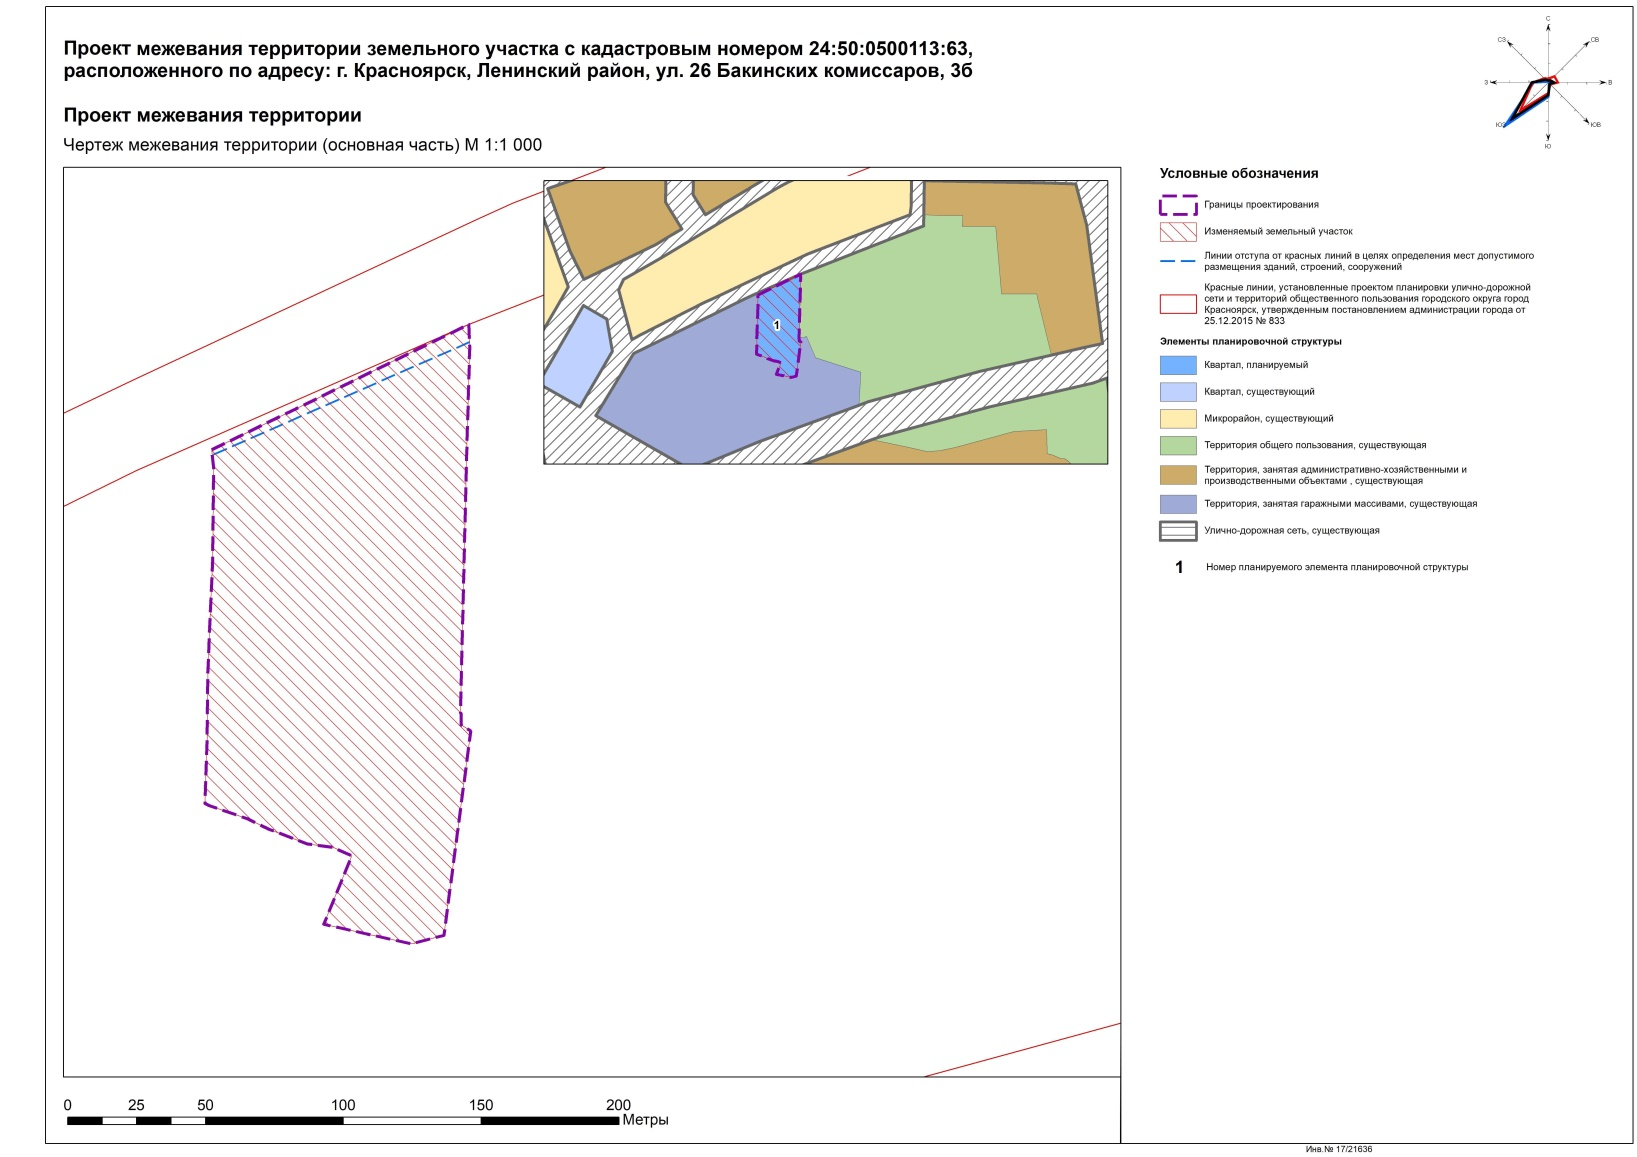 Проект межевания территории земельного участка с кадастровым номером 24:50:0500113:63,
расположенного по адресу: г. Красноярск, Ленинский район, ул. 26 Бакинских комиссаров, 3б
Проект межевания территории
Чертеж межевания территории (основная часть) М 1:1 000
С
СЗ
СВ
З
В
ЮЗ
ЮВ
Ю
1
Условные обозначения
Границы проектирования
Изменяемый земельный участок
Линии отступа от красных линий в целях определения мест допустимого
размещения зданий, строений, сооружений
Красные линии, установленные проектом планировки улично-дорожной
сети и территорий общественного пользования городского округа город
Красноярск, утвержденным постановлением администрации города от
25.12.2015 № 833
Элементы планировочной структуры
Квартал, планируемый
Квартал, существующий
Микрорайон, существующий
Территория общего пользования, существующая
Территория, занятая административно-хозяйственными и
производственными объектами , существующая
Территория, занятая гаражными массивами, существующая
Улично-дорожная сеть, существующая
1 Номер планируемого элемента планировочной структуры
0 25 50 100 150 200
Метры
Инв.№ 17/21636